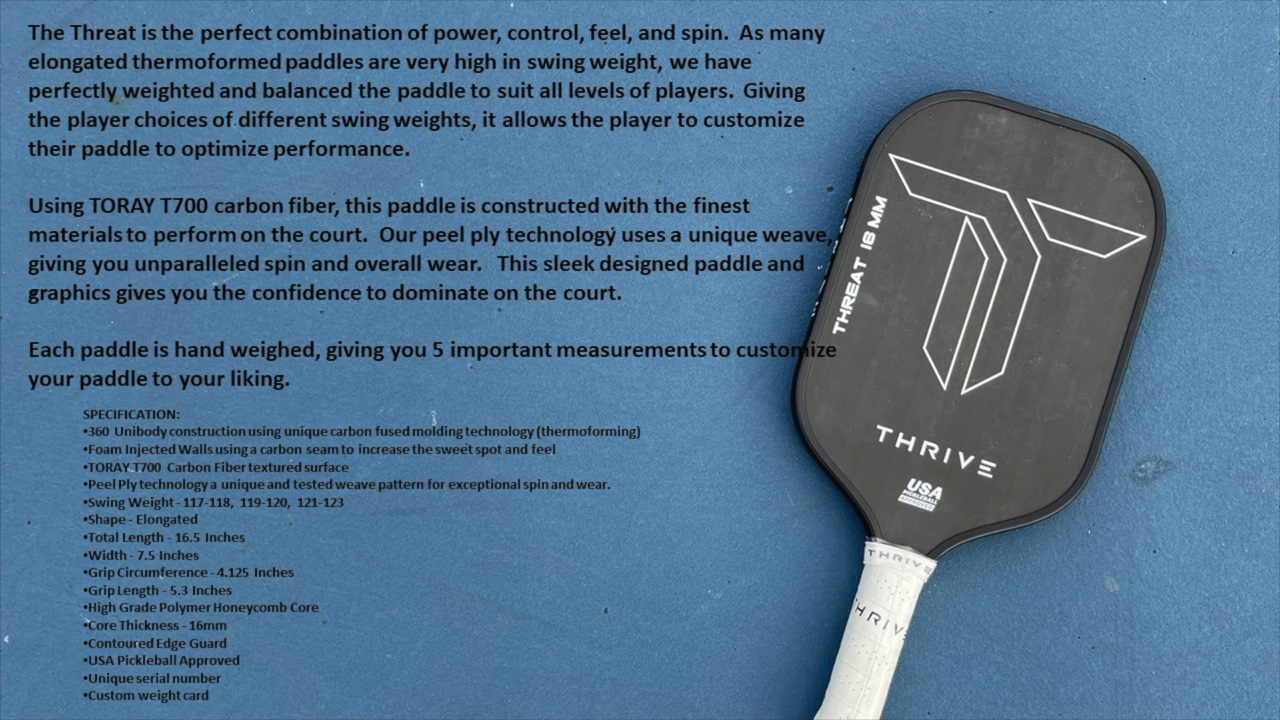 The Threat is the perfect combination of power, control, feel, and spin. As many
elongated thermoformed paddles are very high in swing weight, we have
perfectly weighted and balanced the paddle to suit all levels of players. Giving
the player choices of different swing weights, it allows the player to customize
their paddle to optimize performance.
Using TORAY T700 carbon fiber, this paddle is constructed with the finest
materials to perform on the court. Our peel ply technology uses a unique weave,
giving you unparalleled spin and overall wear. This sleek designed paddle and
graphics gives you the confidence to dominate on the court.
Each paddle is hand weighed, giving you 5 important measurements to customize
your paddle to your liking.
SPECIFICATION:
•360 Unibody construction using unique carbon fused molding technology (thermoforming)
•Foam Injected Walls using a carbon seam to increase the sweet spot and feel
•TORAY T700 Carbon Fiber textured surface
•Peel Ply technology a unique and tested weave pattern for exceptional spin and wear.
•Swing Weight - 117-118, 119-120, 121-123
•Shape - Elongated
•Total Length - 16.5 Inches
•Width - 7.5 Inches
•Grip Circumference - 4.125 Inches
•Grip Length - 5.3 Inches
•High Grade Polymer Honeycomb Core
•Core Thickness - 16mm
•Contoured Edge Guard
•USA Pickleball Approved
•Unique serial number
•Custom weight card
THREAT 16 MM
THRIVE
USA
PICKLEBALL
APPROVED
THRIVE
THRIVE